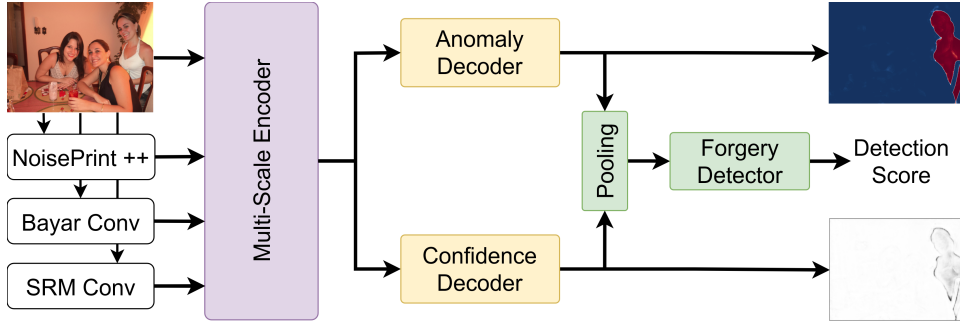 NoisePrint ++
Bayar Conv
SRM Conv
Multi-Scale Encoder
Anomaly
Decoder
Confidence
Decoder
Pooling
Forgery
Detector
Detection
Score